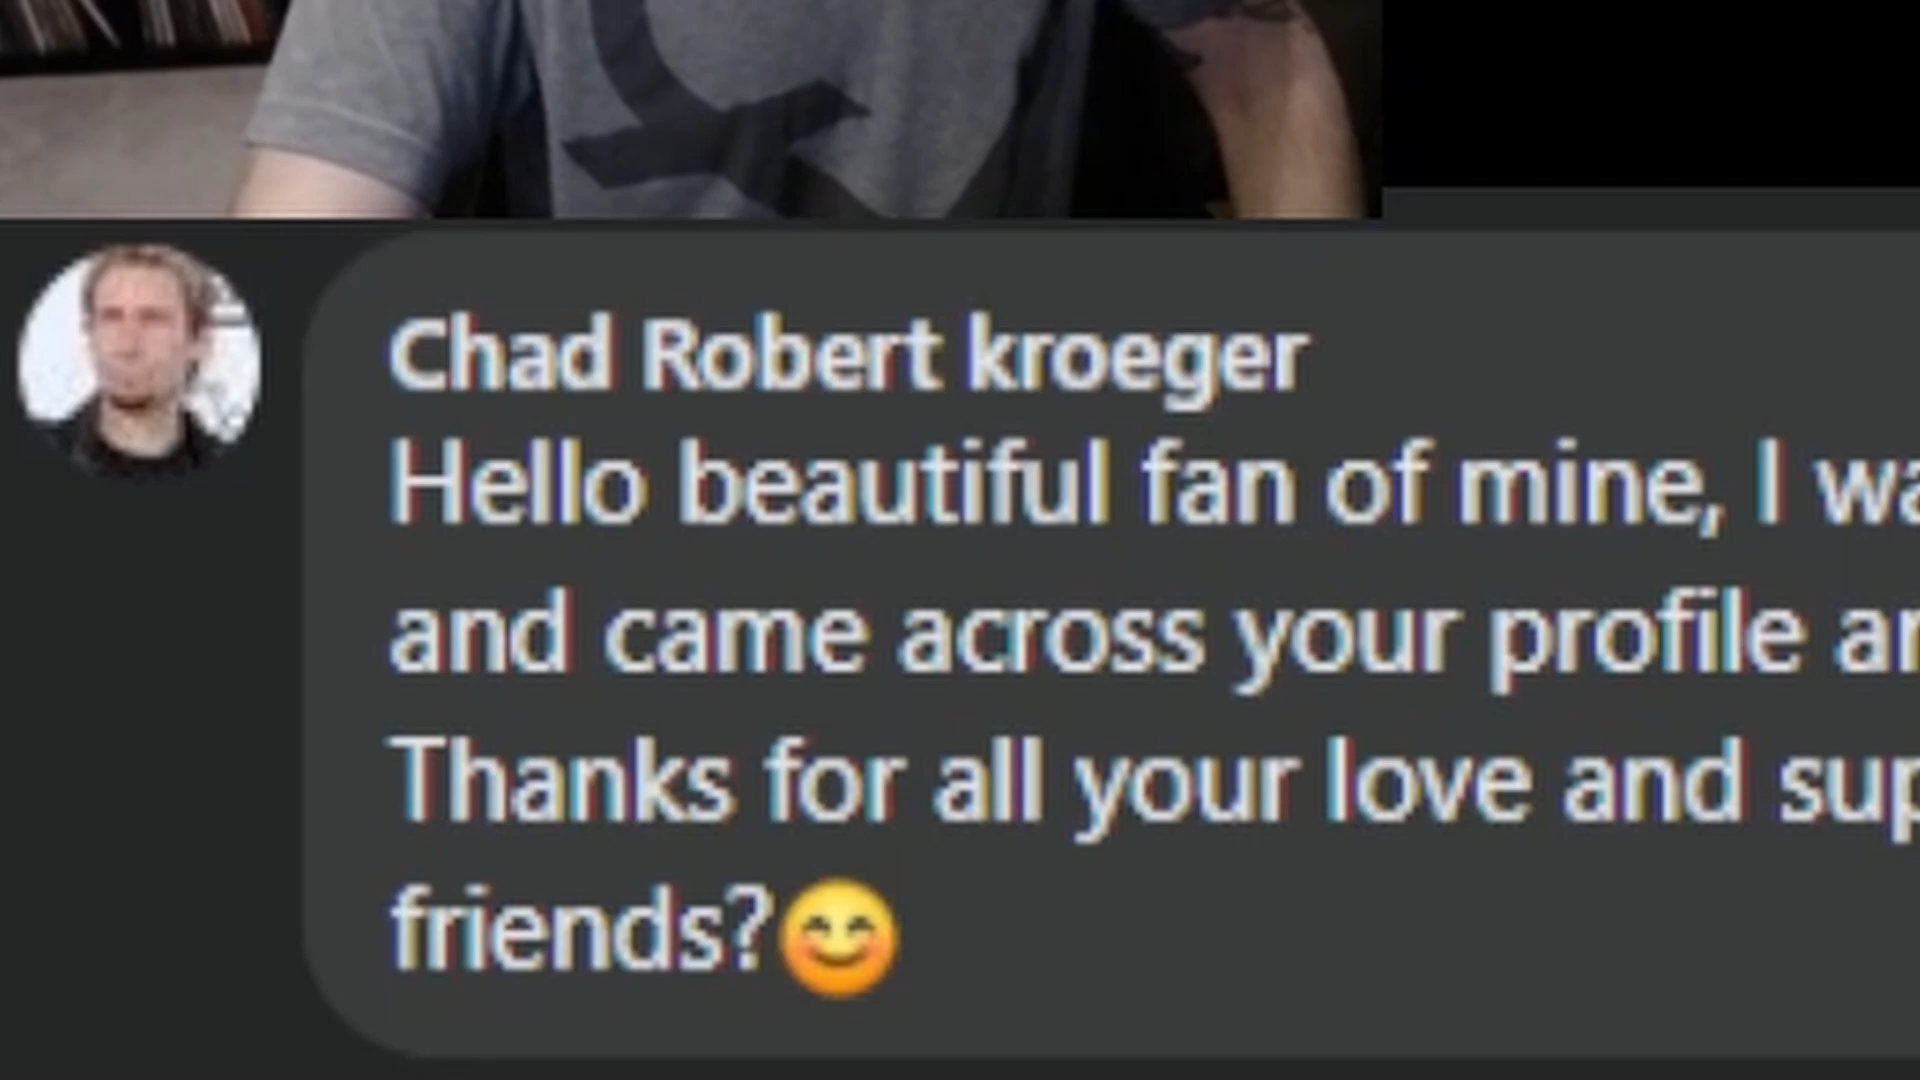 Chad Robert kroeger
Hello beautiful fan of mine, I
and came across your profile
Thanks for all your love and
friends?😊